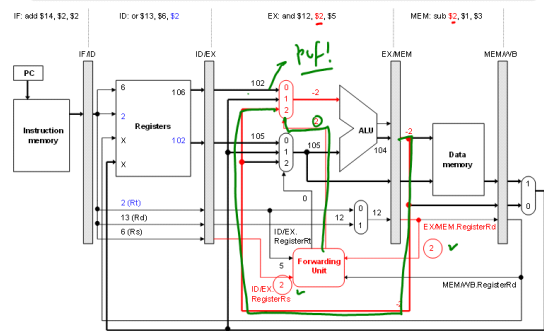 IF: add $14, $2, $2
ID: or $13, $6, $2
EX: and $12, $2, $5
MEM: sub $2, $1, $3
IF/ID
ID/EX
EX/MEM
MEM/WB
PC
Instruction memory
Registers
6
2
X
X
106
102
102
105
0
1
2
0
1
2
-2
2
105
ALU
104
-2
Data memory
1
0
0
2 (Rt)
13 (Rd)
6 (Rs)
12
0
1
12
ID/EX.
RegisterRt
5
ID/EX.
RegisterRs
2
Forwarding
Unit
EX/MEM.RegisterRd
2
MEM/WB.RegisterRd
-2